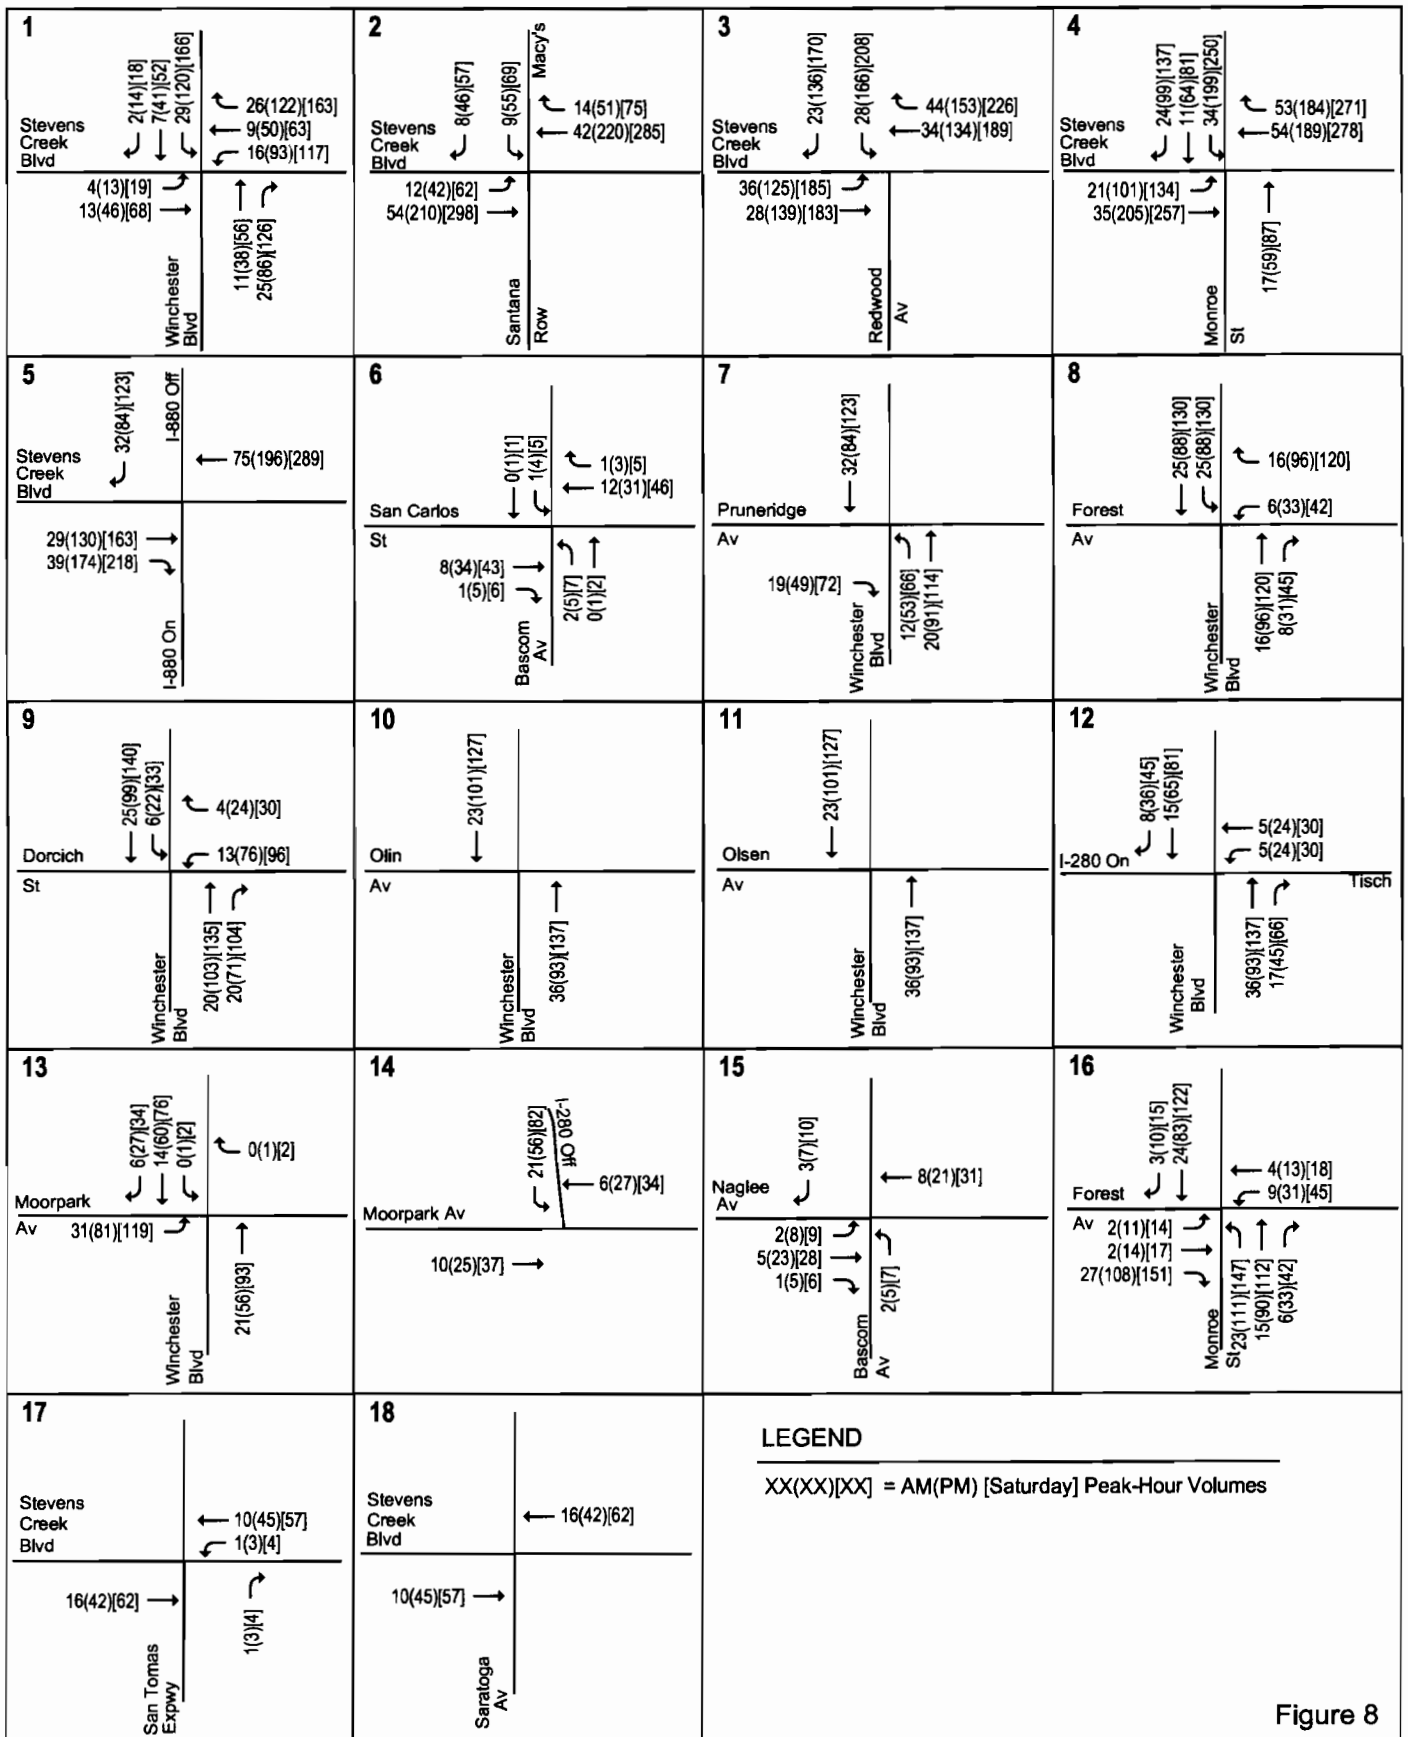 1
2(14)[18]
7(41)[52]
29(120)[166]
26(122)[163]
9(50)[63]
16(93)[117]
Stevens
Creek
Blvd
4(13)[19]
13(46)[68]
11(38)[56]
25(86)[126]
Winchester
Blvd
2
8(46)[57]
9(55)[69]
Macy's
14(51)[75]
42(220)[285]
Stevens
Creek
Blvd
12(42)[62]
54(210)[298]
Santana
Row
3
23(136)[170]
28(166)[208]
44(153)[226]
34(134)[189]
Stevens
Creek
Blvd
36(125)[185]
28(139)[183]
Redwood
Av
4
24(99)[137]
11(64)[81]
34(199)[250]
53(184)[271]
54(189)[278]
Stevens
Creek
Blvd
21(101)[134]
35(205)[257]
17(59)[87]
Monroe
St
5
32(84)[123]
I-880 Off
75(196)[289]
Stevens
Creek
Blvd
29(130)[163]
39(174)[218]
I-880 On
6
0(1)[1]
1(4)[5]
1(3)[5]
12(31)[46]
San Carlos
St
8(34)[43]
1(5)[6]
2(5)[7]
0(1)[2]
Bascom
Av
7
32(84)[123]
Pruneridge
Av
19(49)[72]
12(53)[66]
20(91)[114]
Winchester
Blvd
8
25(88)[130]
25(88)[130]
16(96)[120]
6(33)[42]
Forest
Av
16(96)[120]
8(31)[45]
Winchester
Blvd
9
25(99)[140]
6(22)[33]
4(24)[30]
13(76)[96]
Dorcich
St
20(103)[135]
20(71)[104]
Winchester
Blvd
10
23(101)[127]
Olin
Av
36(93)[137]
Winchester
Blvd
11
23(101)[127]
Olsen
Av
36(93)[137]
Winchester
Blvd
12
8(36)[45]
15(65)[81]
5(24)[30]
5(24)[30]
I-280 On
Tisch
36(93)[137]
17(45)[66]
Winchester
Blvd
13
6(27)[34]
14(60)[76]
0(1)[2]
0(1)[2]
Moorpark
Av
31(81)[119]
21(56)[93]
Winchester
Blvd
14
21(56)[82]
I-280 Off
6(27)[34]
Moorpark Av
10(25)[37]
15
3(7)[10]
8(21)[31]
Naglee
Av
2(8)[9]
5(23)[28]
1(5)[6]
2(5)[7]
Bascom
Av
16
3(10)[15]
24(83)[122]
4(13)[18]
9(31)[45]
Forest
Av
2(11)[14]
2(14)[17]
27(108)[151]
23(111)[147]
15(90)[112]
6(33)[42]
Monroe
St
17
10(45)[57]
1(3)[4]
Stevens
Creek
Blvd
16(42)[62]
1(3)[4]
San Tomas
Expwy
18
16(42)[62]
Stevens
Creek
Blvd
10(45)[57]
Saratoga
Av
LEGEND
XX(XX)[XX] = AM(PM) [Saturday] Peak-Hour Volumes
Figure 8